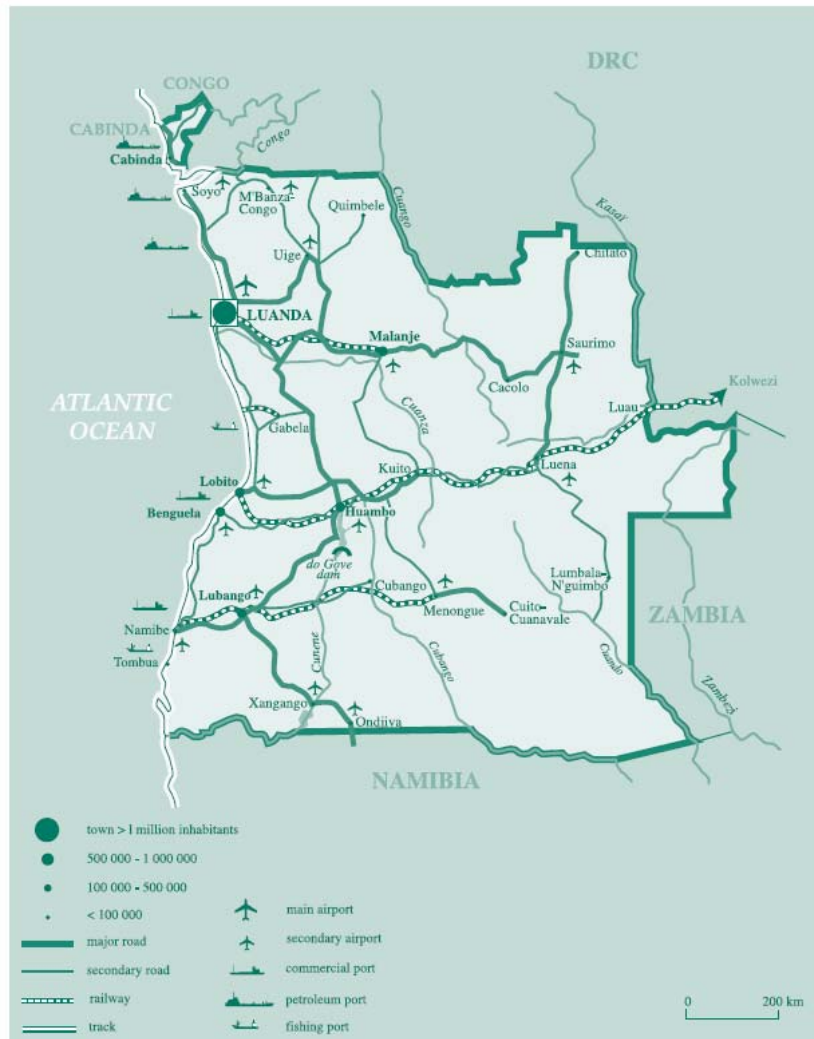 DRC
CONGO
CABINDA
Cabinda
Congo
Soyo
M'Banza-
Congo
Quimbele
Cuango
Kasaï
Uige
Chitato
LUANDA
Malanje
Saurimo
Cacolo
Kolwezi
Luau
ATLANTIC
OCEAN
Gabela
Cuanza
Kuito
Luena
Lobito
Benguela
Huambo
do Gove
dam
Cubango
Lumbala-
N'guimbo
Lubango
Menongue
Cuito-
Cuanavale
ZAMBIA
Namibe
Tombua
Cunene
Cubango
Cuando
Zambezi
Xangango
Ondjiva
NAMIBIA
town > 1 million inhabitants
500 000 - 1 000 000
100 000 - 500 000
< 100 000
major road
secondary road
railway
track
main airport
secondary airport
commercial port
petroleum port
fishing port
0 200 km